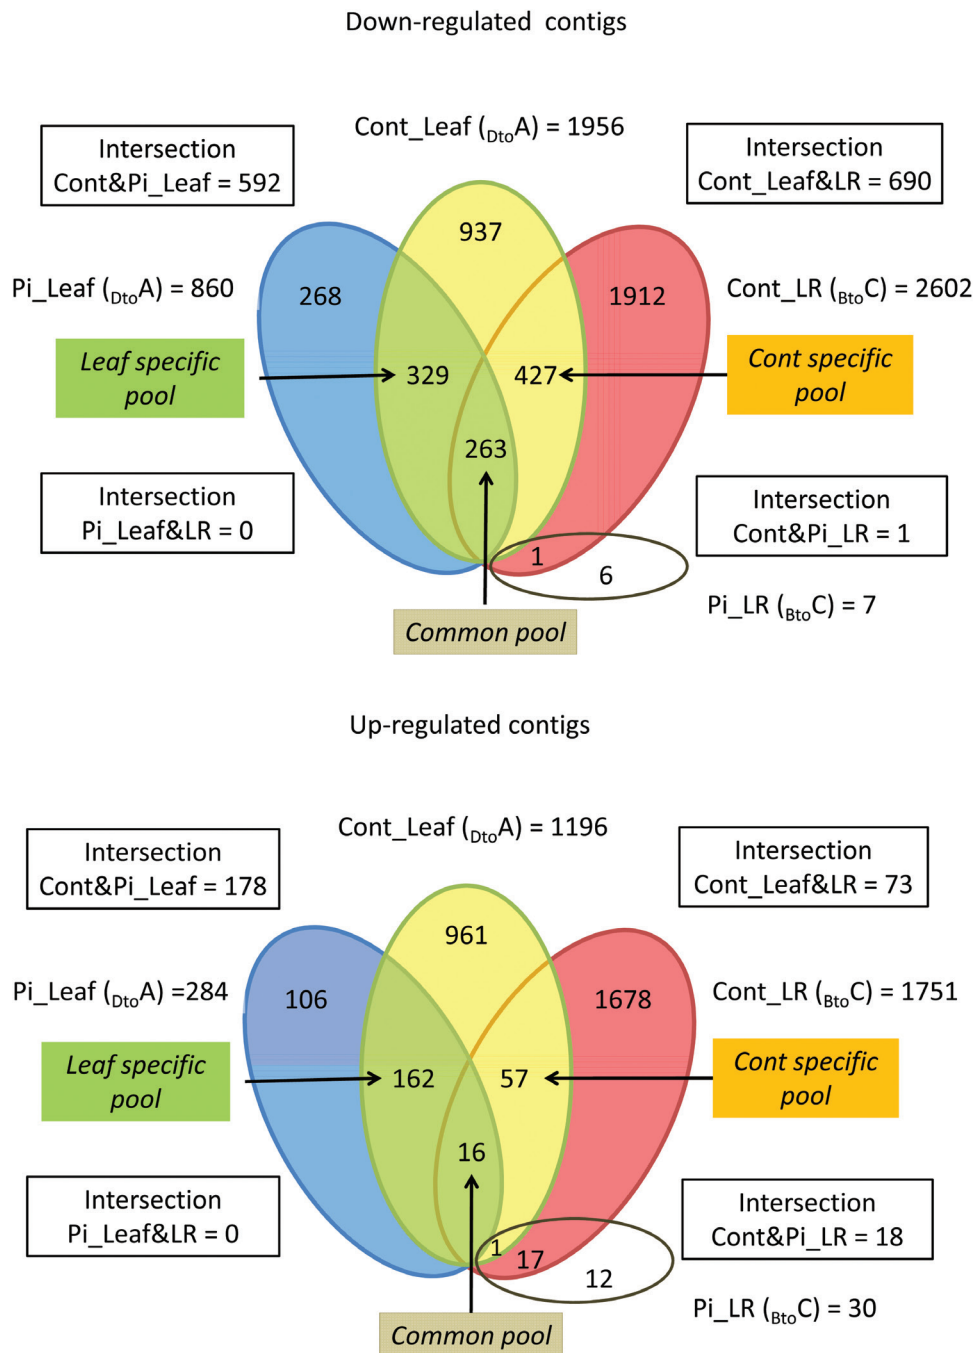 Down-regulated contigs
Cont_Leaf (DtoA) = 1956
Intersection
Cont&Pi_Leaf = 592
Intersection
Cont_Leaf&LR = 690
937
Pi_Leaf (DtoA) = 860
268
1912
Cont_LR (BtoC) = 2602
Leaf specific
pool
329
427
Cont specific
pool
263
Intersection
Pi_Leaf&LR = 0
Intersection
Cont&Pi_LR = 1
1
6
Pi_LR (BtoC) = 7
Common pool
Up-regulated contigs
Cont_Leaf (DtoA) = 1196
Intersection
Cont&Pi_Leaf = 178
Intersection
Cont_Leaf&LR = 73
961
Pi_Leaf (DtoA) =284
106
1678
Cont_LR (BtoC) = 1751
Leaf specific
pool
162
57
Cont specific
pool
16
Intersection
Pi_Leaf&LR = 0
Intersection
Cont&Pi_LR = 18
1
17
12
Pi_LR (BtoC) = 30
Common pool